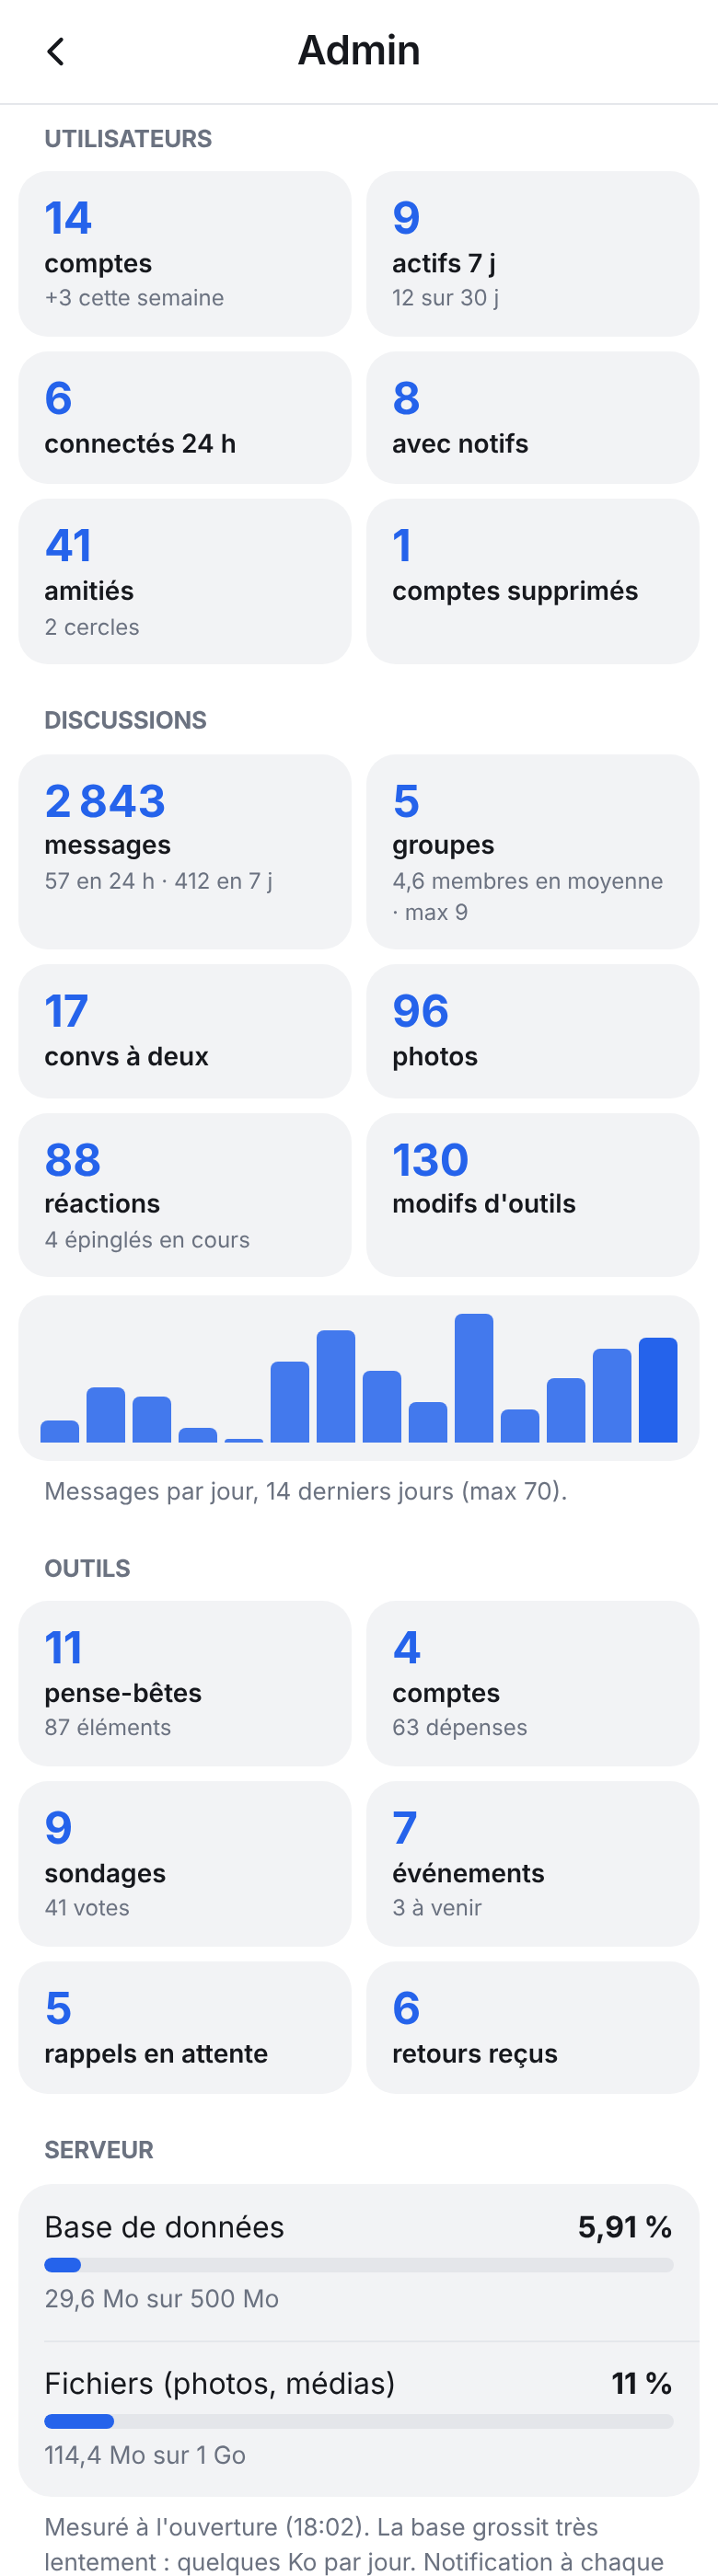 Admin
UTILISATEURS
14
comptes
+3 cette semaine
9
actifs 7 j
12 sur 30 j
6
connectés 24 h
8
avec notifs
41
amitiés
2 cercles
1
comptes supprimés
DISCUSSIONS
2 843
messages
57 en 24 h · 412 en 7 j
5
groupes
4,6 membres en moyenne
· max 9
17
convs à deux
96
photos
88
réactions
4 épinglés en cours
130
modifs d'outils
Messages par jour, 14 derniers jours (max 70).
OUTILS
11
pense-bêtes
87 éléments
4
comptes
63 dépenses
9
sondages
41 votes
7
événements
3 à venir
5
rappels en attente
6
retours reçus
SERVEUR
Base de données 5,91 %
29,6 Mo sur 500 Mo
Fichiers (photos, médias) 11 %
114,4 Mo sur 1 Go
Mesuré à l'ouverture (18:02). La base grossit très
lentement : quelques Ko par jour. Notification à chaque